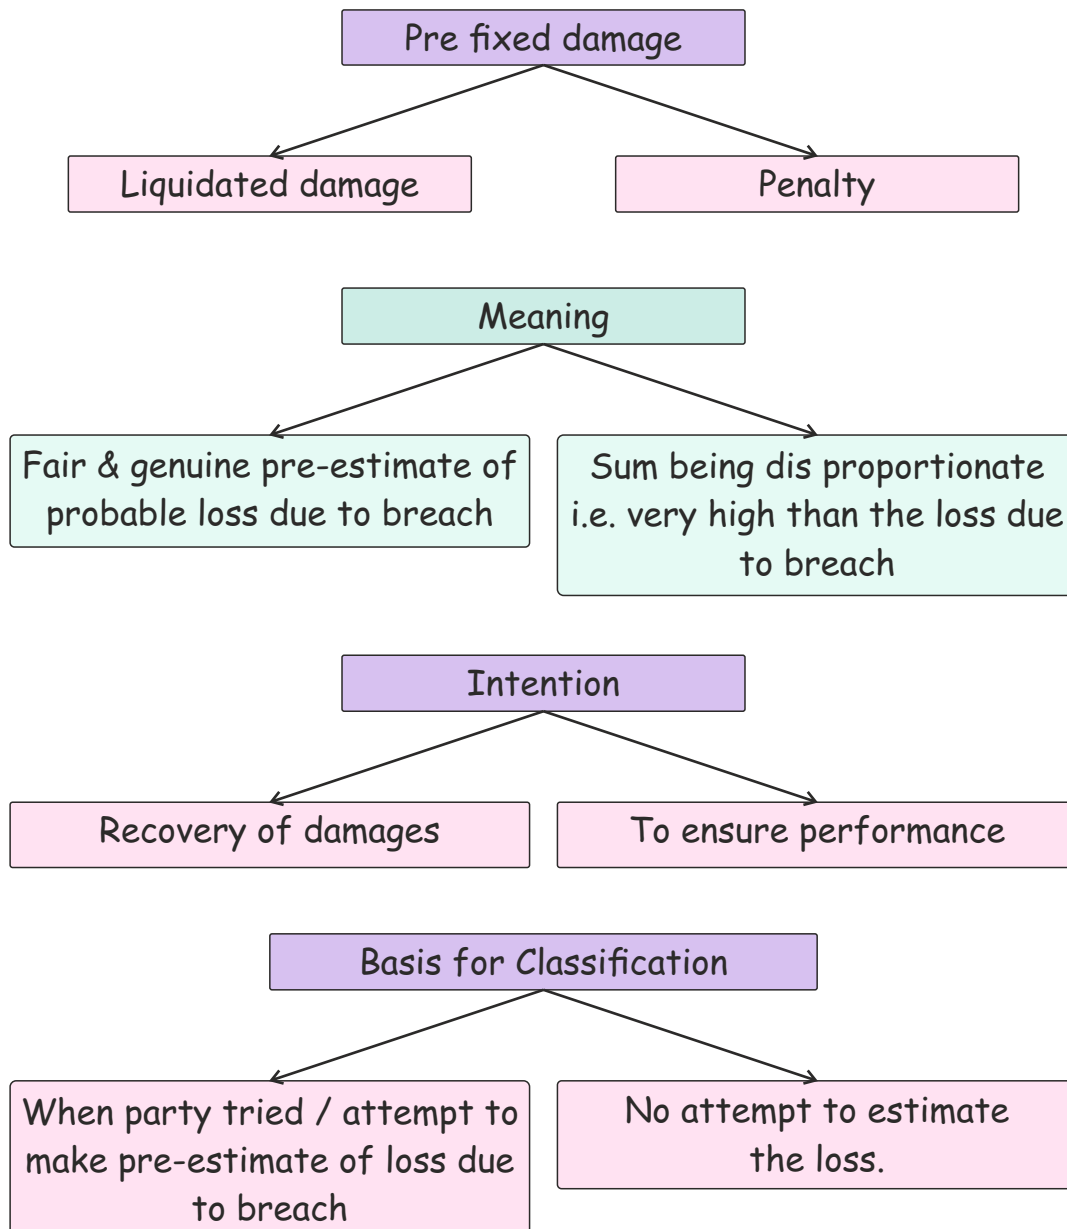 Pre fixed damage
Liquidated damage
Penalty
Meaning
Fair & genuine pre-estimate of
probable loss due to breach
Sum being dis proportionate
i.e. very high than the loss due
to breach
Intention
Recovery of damages
To ensure performance
Basis for Classification
When party tried / attempt to
make pre-estimate of loss due
to breach
No attempt to estimate
the loss.